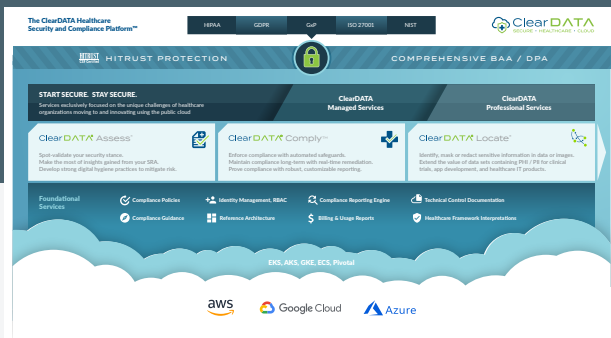 The ClearDATA Healthcare
Security and Compliance Platform™
HIPAA
GDPR
GxP
ISO 27001
NIST
ClearDATA
SECURE • HEALTHCARE • CLOUD
HITRUST
HITRUST PROTECTION
COMPREHENSIVE BAA / DPA
START SECURE. STAY SECURE.
Services exclusively focused on the unique challenges of healthcare
organizations moving to and innovating using the public cloud
ClearDATA
Managed Services
ClearDATA
Professional Services
ClearDATA Assess™
Spot-validate your security stance.
Make the most of insights gained from your SRA.
Develop strong digital hygiene practices to mitigate risk.
ClearDATA Comply™
Enforce compliance with automated safeguards.
Maintain compliance long-term with real-time remediation.
Prove compliance with robust, customizable reporting.
ClearDATA Locate™
Identify, mask or redact sensitive information in data or images.
Extend the value of data sets containing PHI / PII for clinical
trials, app development, and healthcare IT products.
Foundational
Services
Compliance Policies
Identity Management, RBAC
Compliance Reporting Engine
Technical Control Documentation
Compliance Guidance
Reference Architecture
Billing & Usage Reports
Healthcare Framework Interpretations
EKS, AKS, GKE, ECS, Pivotal
aws
Google Cloud
Azure